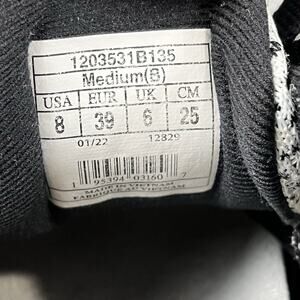 1203531B135
Medium(B)
USA EUR UK CM
8 39 6 25
01/22 12829
1 95394 03160 7
MADE IN VIETNAM
FABRIQUE AU VIETNAM